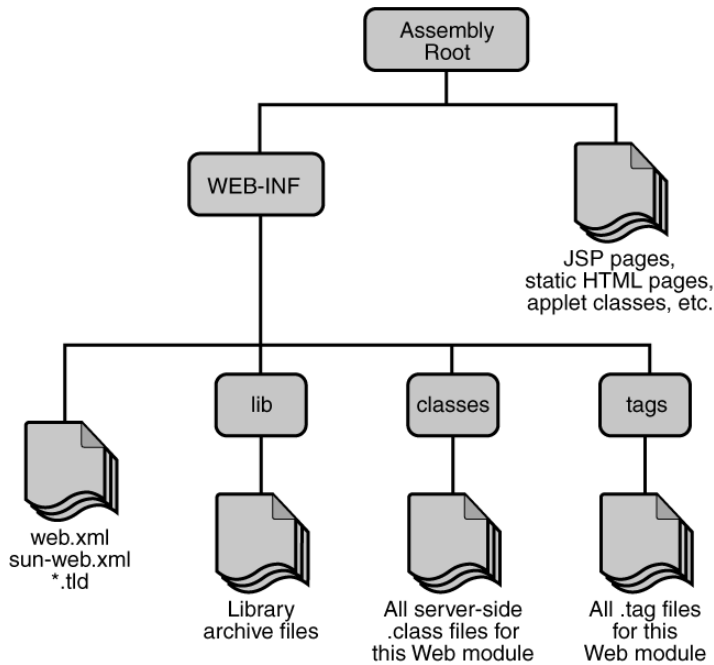 Assembly
Root
WEB-INF
JSP pages,
static HTML pages,
applet classes, etc.
lib
classes
tags
web.xml
sun-web.xml
*.tld
Library
archive files
All server-side
.class files for
this Web module
All .tag files
for this
Web module